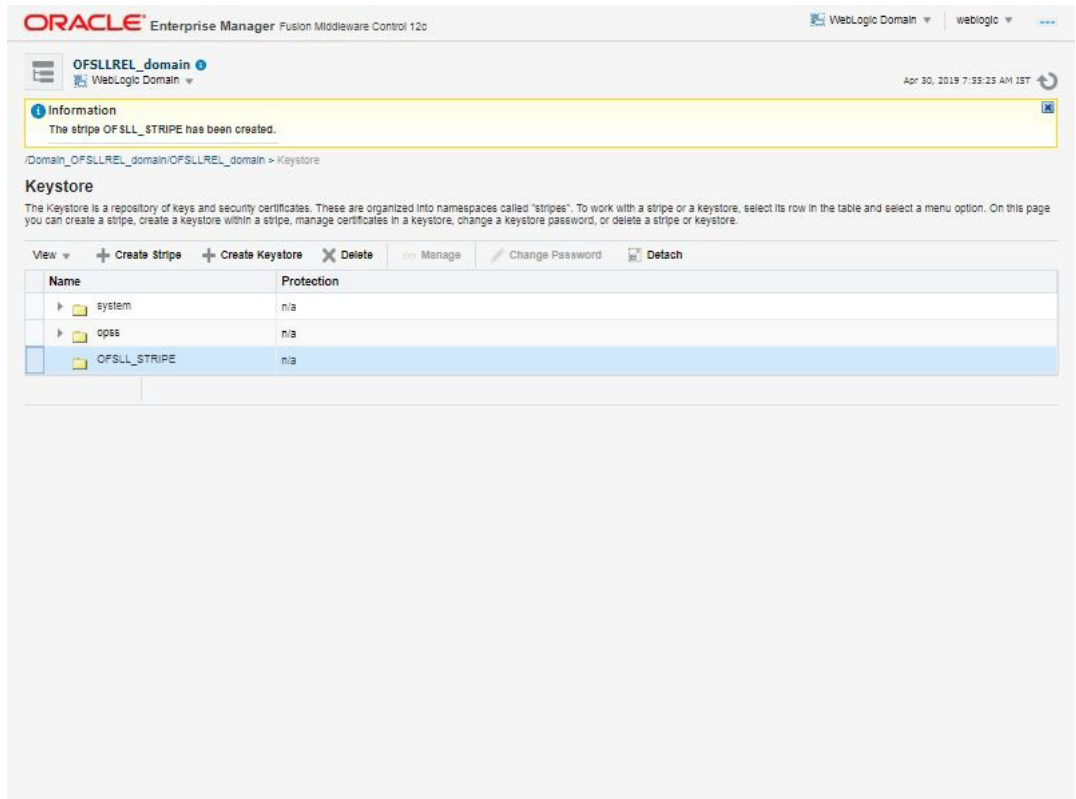 ORACLE Enterprise Manager Fusion Middleware Control 12c
WebLogic Domain
weblogic
OFSLLREL_domain
WebLogic Domain
Apr 30, 2019 7:55:25 AM IST
Information
The stripe OFSLL_STRIPE has been created.
/Domain_OFSLLREL_domain/OFSLLREL_domain > Keystore
Keystore
The Keystore is a repository of keys and security certificates. These are organized into namespaces called "stripes". To work with a stripe or a keystore, select its row in the table and select a menu option. On this page
you can create a stripe, create a keystore within a stripe, manage certificates in a keystore, change a keystore password, or delete a stripe or keystore.
View Create Stripe Create Keystore Delete Manage Change Password Detach
Name Protection
system n/a
opss n/a
OFSLL_STRIPE n/a